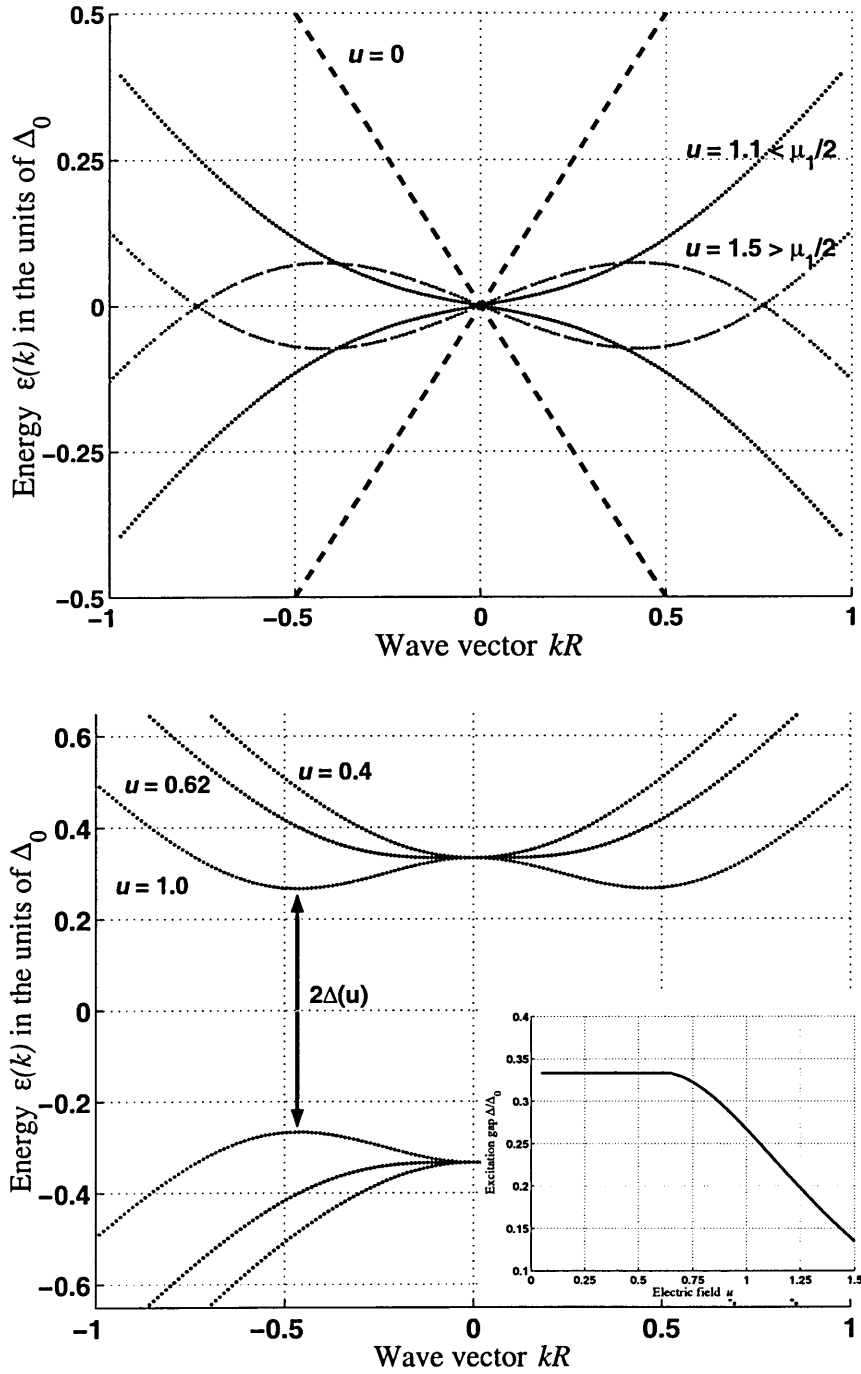 0.5
0.25
0
−0.25
−0.5
Energy ε(k) in the units of Δ0
u = 0
u = 1.1 < μ1/2
u = 1.5 > μ1/2
−1
−0.5
0
0.5
1
Wave vector kR
0.6
0.4
0.2
0
−0.2
−0.4
−0.6
Energy ε(k) in the units of Δ0
u = 0.4
u = 0.62
u = 1.0
2Δ(u)
0.4
0.35
0.3
0.25
0.2
0.15
0.1
Excitation gap Δ/Δ0
0
0.25
0.5
0.75
1
1.25
1.5
Electric field u
−1
−0.5
0
0.5
1
Wave vector kR